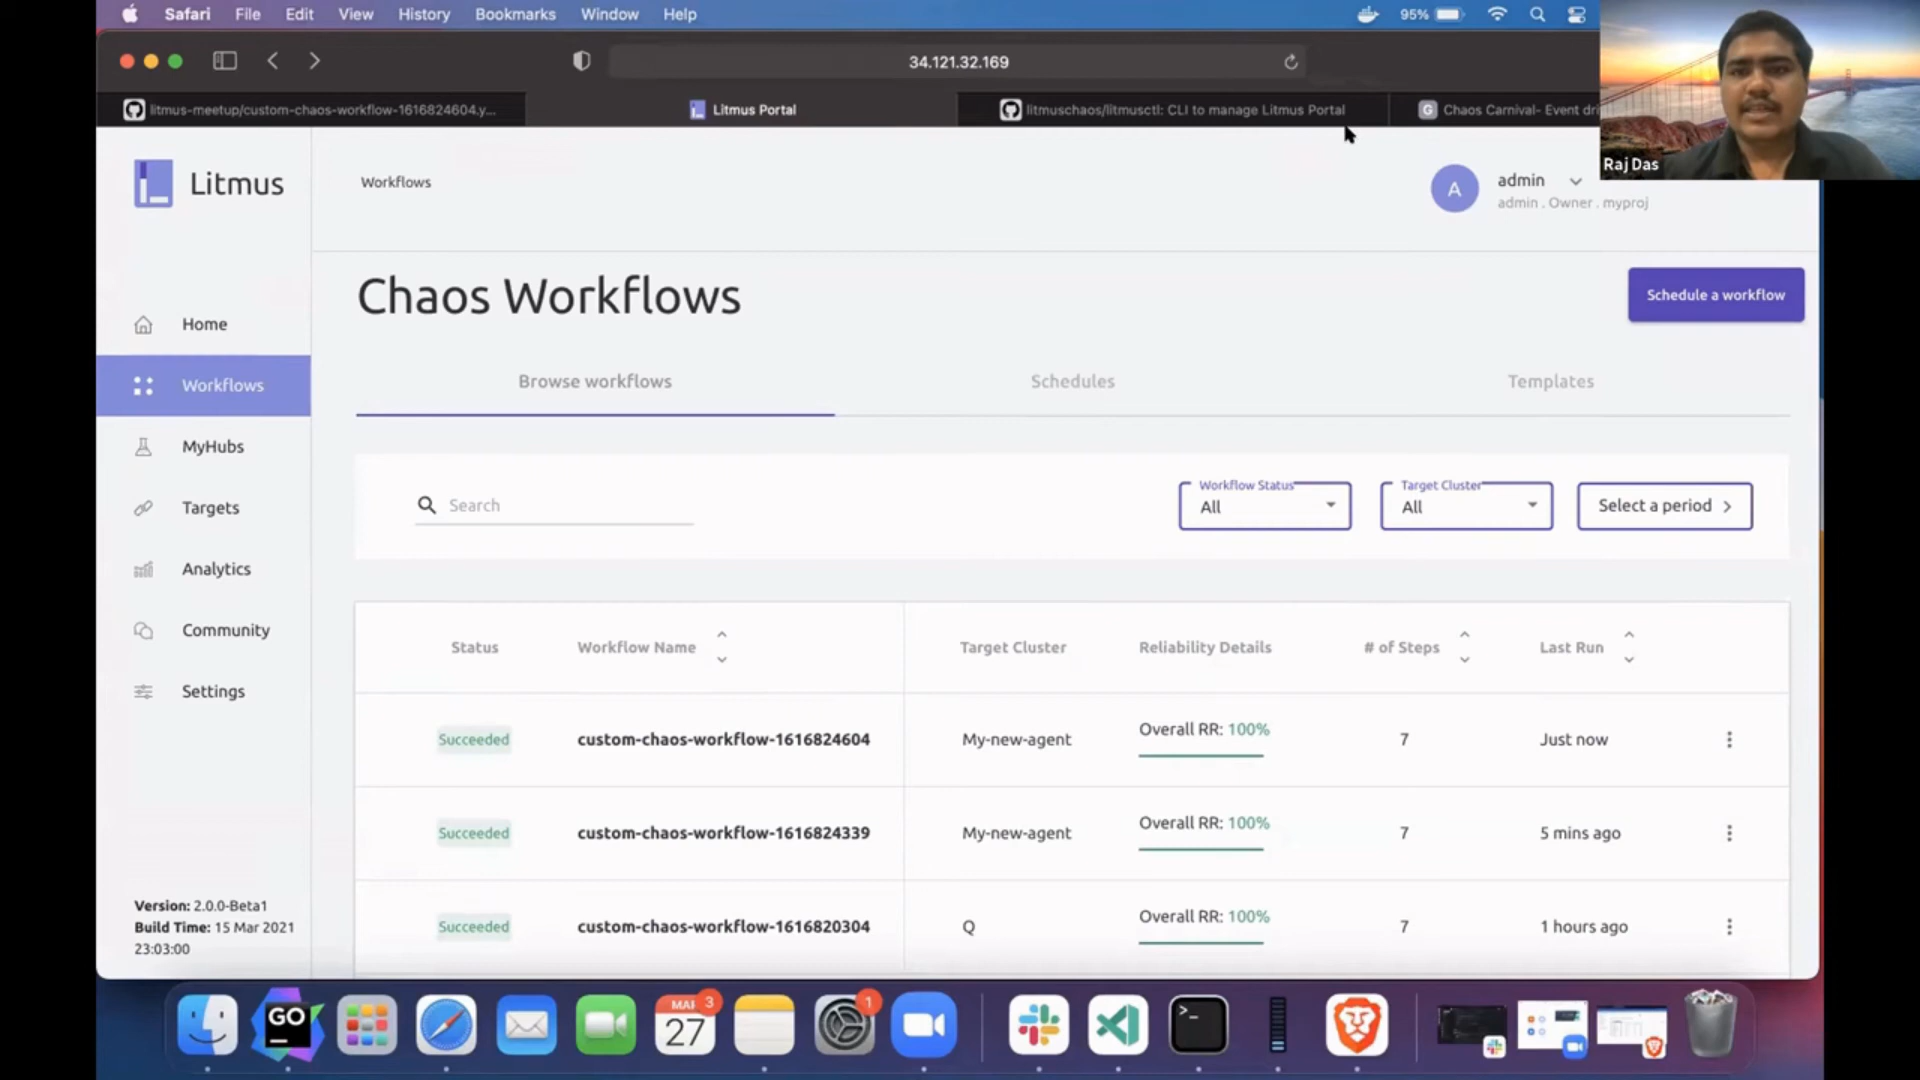 Safari File Edit View History Bookmarks Window Help 95%
34.121.32.169
litmus-meetup/custom-chaos-workflow-1616824604.y...
Litmus Portal
litmuschaos/litmusctl: CLI to manage Litmus Portal
G Chaos Carnival- Event dri
Raj Das
Litmus
Workflows
A
admin
admin . Owner . myproj
Chaos Workflows
Schedule a workflow
Home
Workflows
MyHubs
Targets
Analytics
Community
Settings
Browse workflows
Schedules
Templates
Search
Workflow Status
All
Target Cluster
All
Select a period
Status Workflow Name Target Cluster Reliability Details # of Steps Last Run
Succeeded custom-chaos-workflow-1616824604 My-new-agent Overall RR: 100% 7 Just now
Succeeded custom-chaos-workflow-1616824339 My-new-agent Overall RR: 100% 7 5 mins ago
Succeeded custom-chaos-workflow-1616820304 Q Overall RR: 100% 7 1 hours ago
Version: 2.0.0-Beta1
Build Time: 15 Mar 2021
23:03:00
GO
MAR
3
27
1
>_